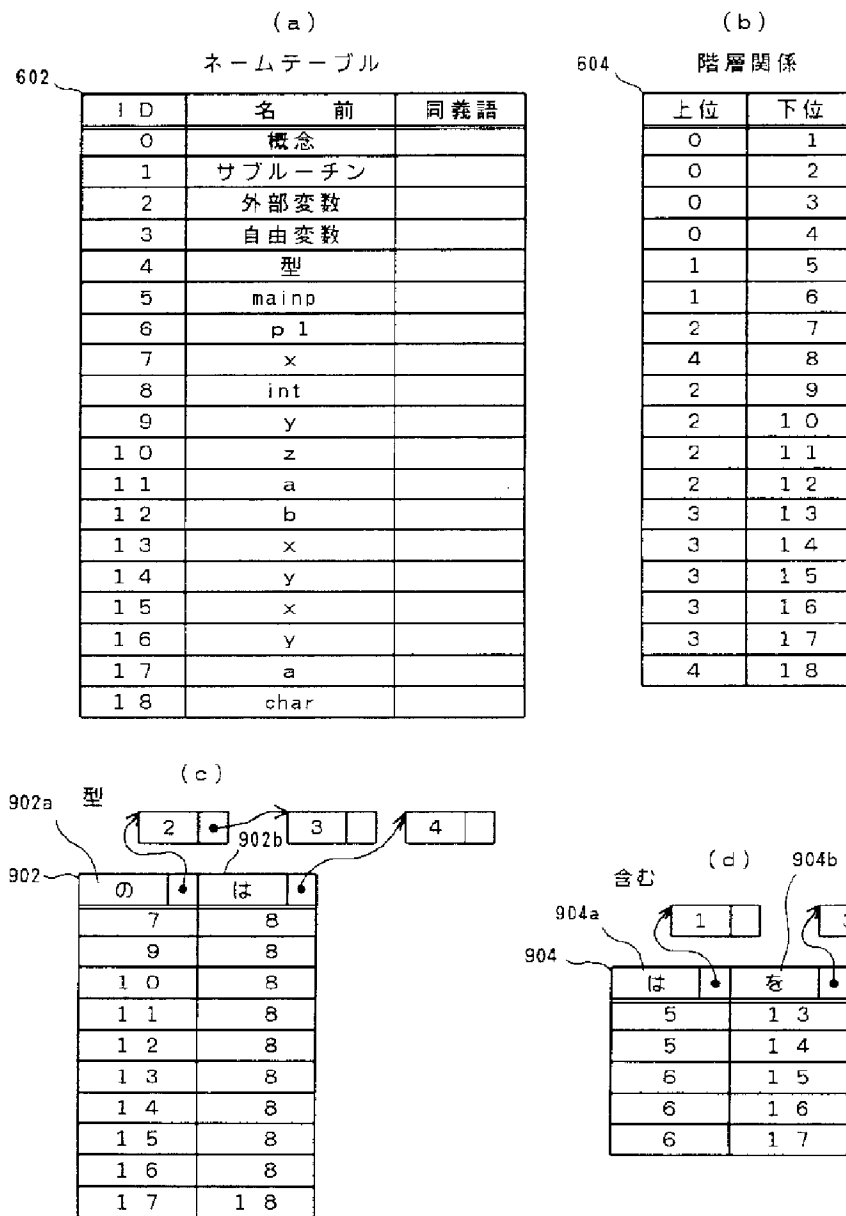 (a)
ネームテーブル
602
ID 名前 同義語
0 概念
1 サブルーチン
2 外部変数
3 自由変数
4 型
5 mainp
6 p1
7 x
8 int
9 y
10 z
11 a
12 b
13 x
14 y
15 x
16 y
17 a
18 char
(b)
階層関係
604
上位 下位
0 1
0 2
0 3
0 4
1 5
1 6
2 7
4 8
2 9
2 10
2 11
2 12
3 13
3 14
3 15
3 16
3 17
4 18
(c)
型
902a
2 3 4
902b
902
の は
7 8
9 8
10 8
11 8
12 8
13 8
14 8
15 8
16 8
17 18
(d)
含む
904b
904a
1
904
は を
5 13
5 14
6 15
6 16
6 17